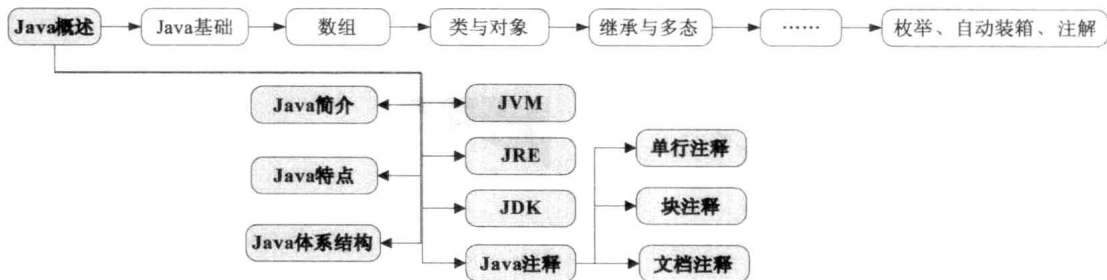 Java概述
Java基础
数组
类与对象
继承与多态
……
枚举、自动装箱、注解
Java简介
JVM
Java特点
JRE
单行注释
JDK
块注释
Java体系结构
Java注释
文档注释